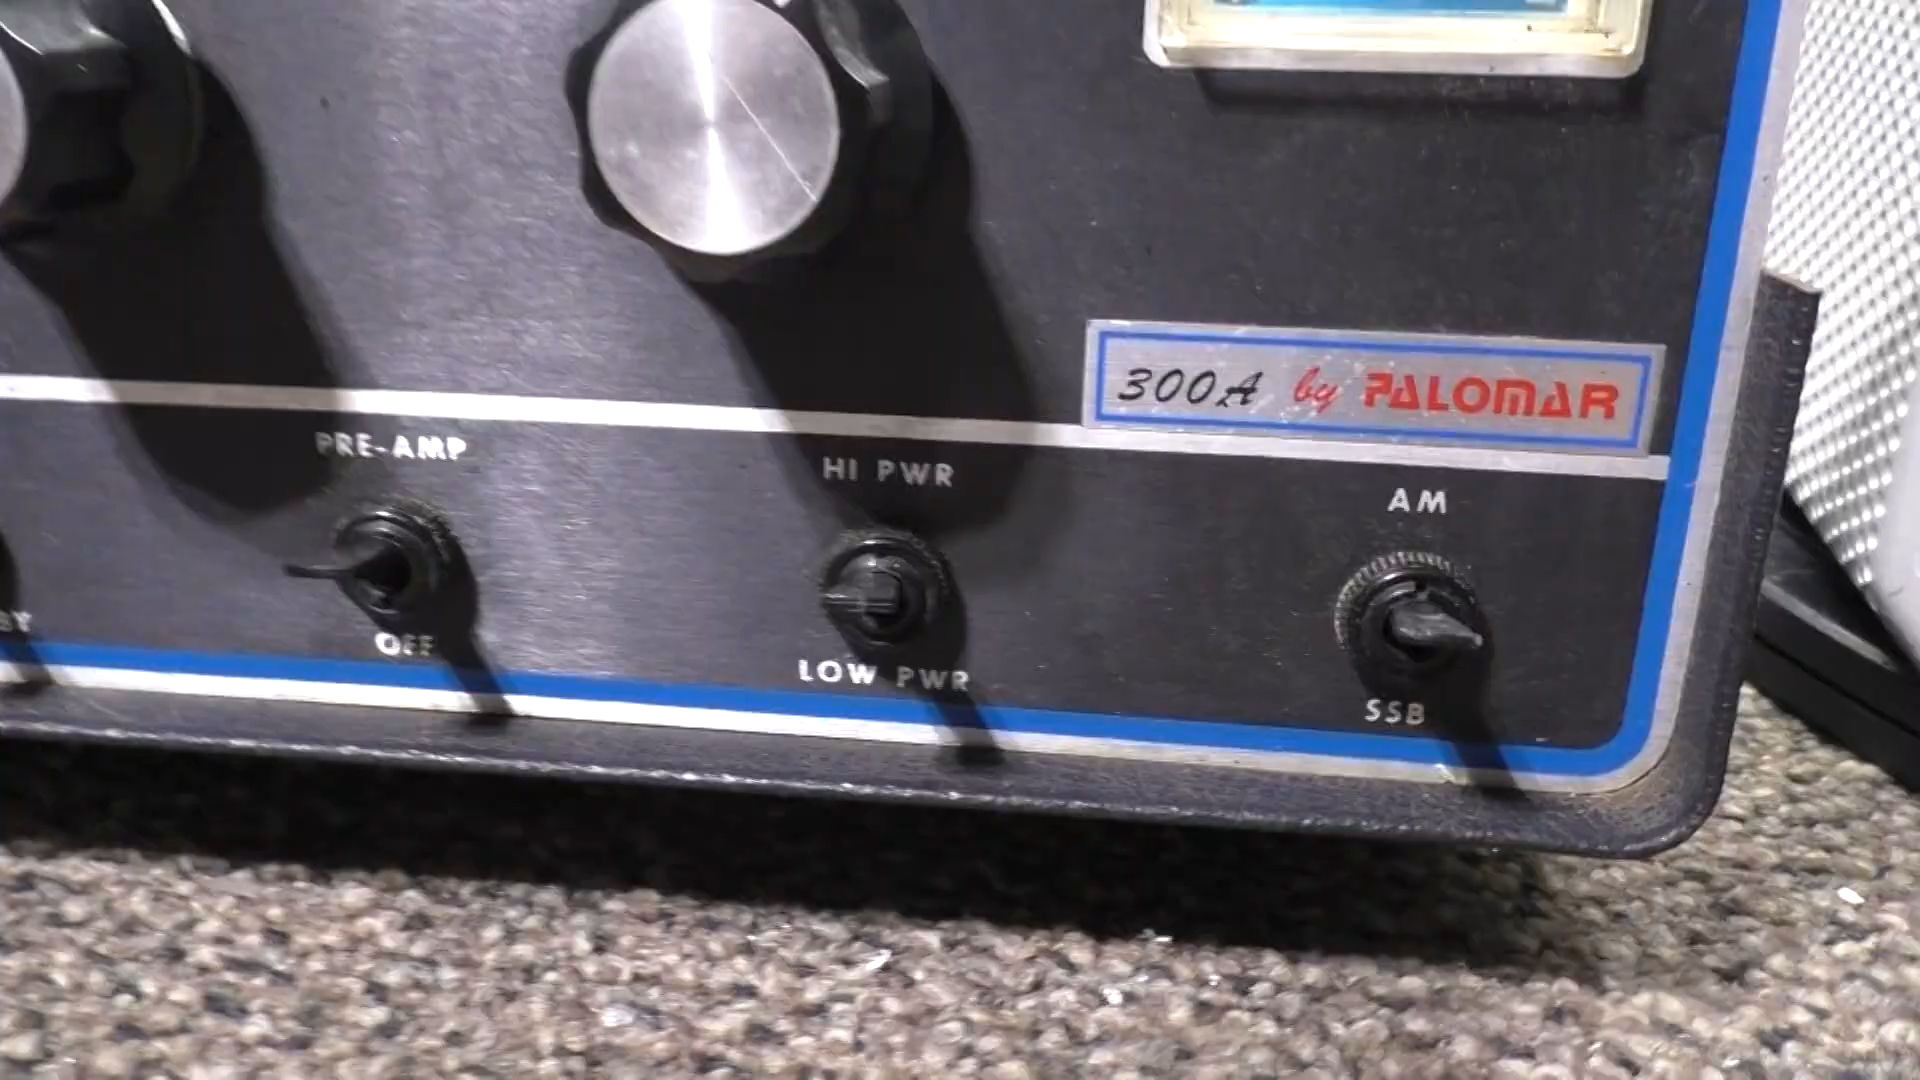 300A by PALOMAR
PRE-AMP
HI PWR
AM
OFF
LOW PWR
SSB